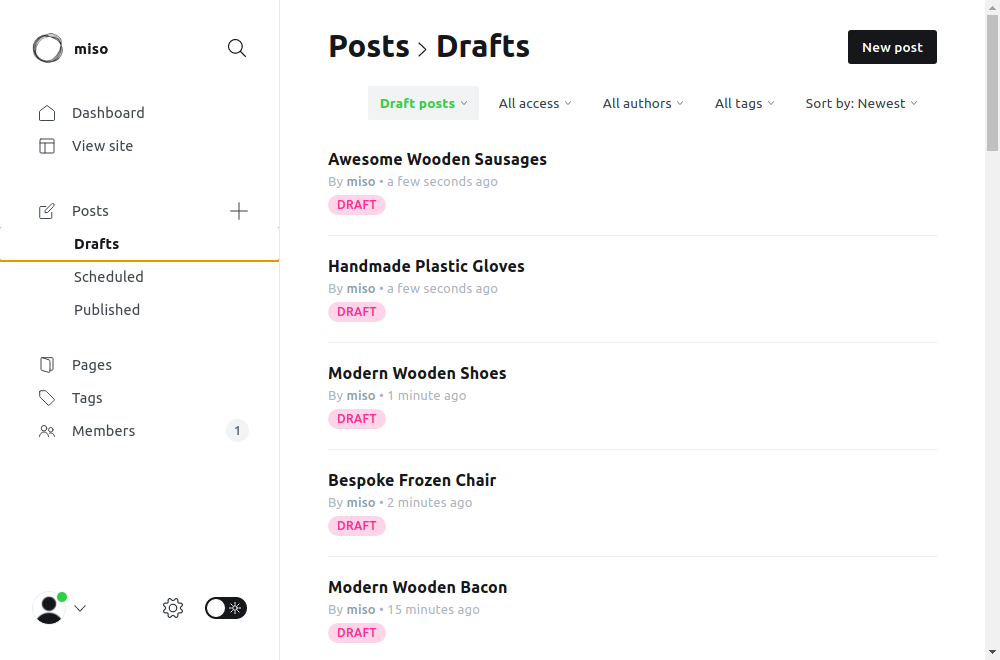 miso
Dashboard
View site
Posts
Drafts
Scheduled
Published
Pages
Tags
Members 1
Posts > Drafts
New post
Draft posts All access All authors All tags Sort by: Newest
Awesome Wooden Sausages
By miso • a few seconds ago
DRAFT
Handmade Plastic Gloves
By miso • a few seconds ago
DRAFT
Modern Wooden Shoes
By miso • 1 minute ago
DRAFT
Bespoke Frozen Chair
By miso • 2 minutes ago
DRAFT
Modern Wooden Bacon
By miso • 15 minutes ago
DRAFT